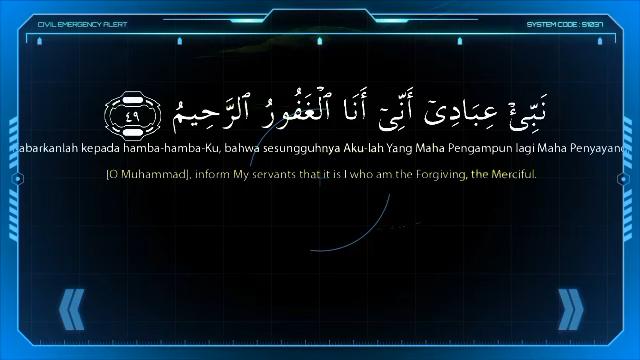 CIVIL EMERGENCY ALERT
SYSTEM CODE : S1037
نَبِّئْ عِبَادِىٓ أَنِّىٓ أَنَا ٱلْغَفُورُ ٱلرَّحِيمُ ٤٩
abarkanlah kepada hamba-hamba-Ku, bahwa sesungguhnya Aku-lah Yang Maha Pengampun lagi Maha Penyayang,
[O Muhammad], inform My servants that it is I who am the Forgiving, the Merciful.